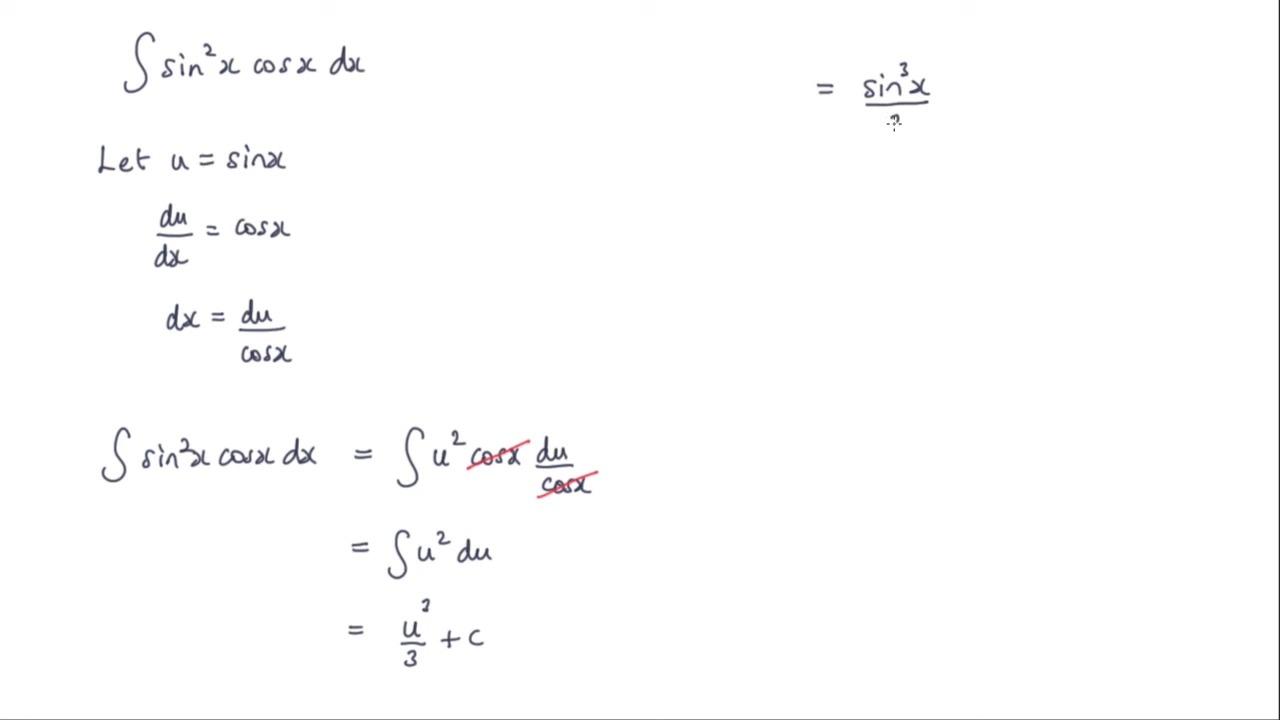 ∫ sin²x cosx dx
Let u = sinx
du/dx = cosx
dx = du/cosx
∫ sin²x cosx dx = ∫ u² cosx du/cosx
= ∫ u² du
= u³/3 + c
= sin³x